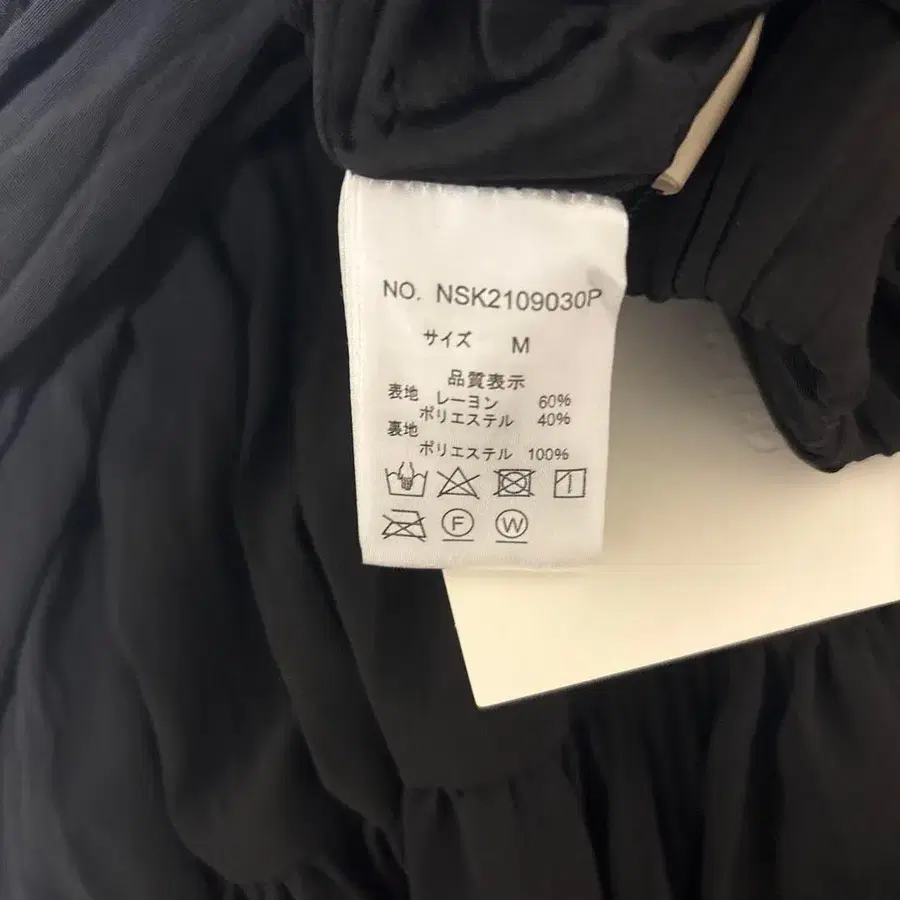 NO. NSK2109030P
サイズ M
品質表示
表地 レーヨン 60%
ポリエステル 40%
裏地
ポリエステル 100%
F W